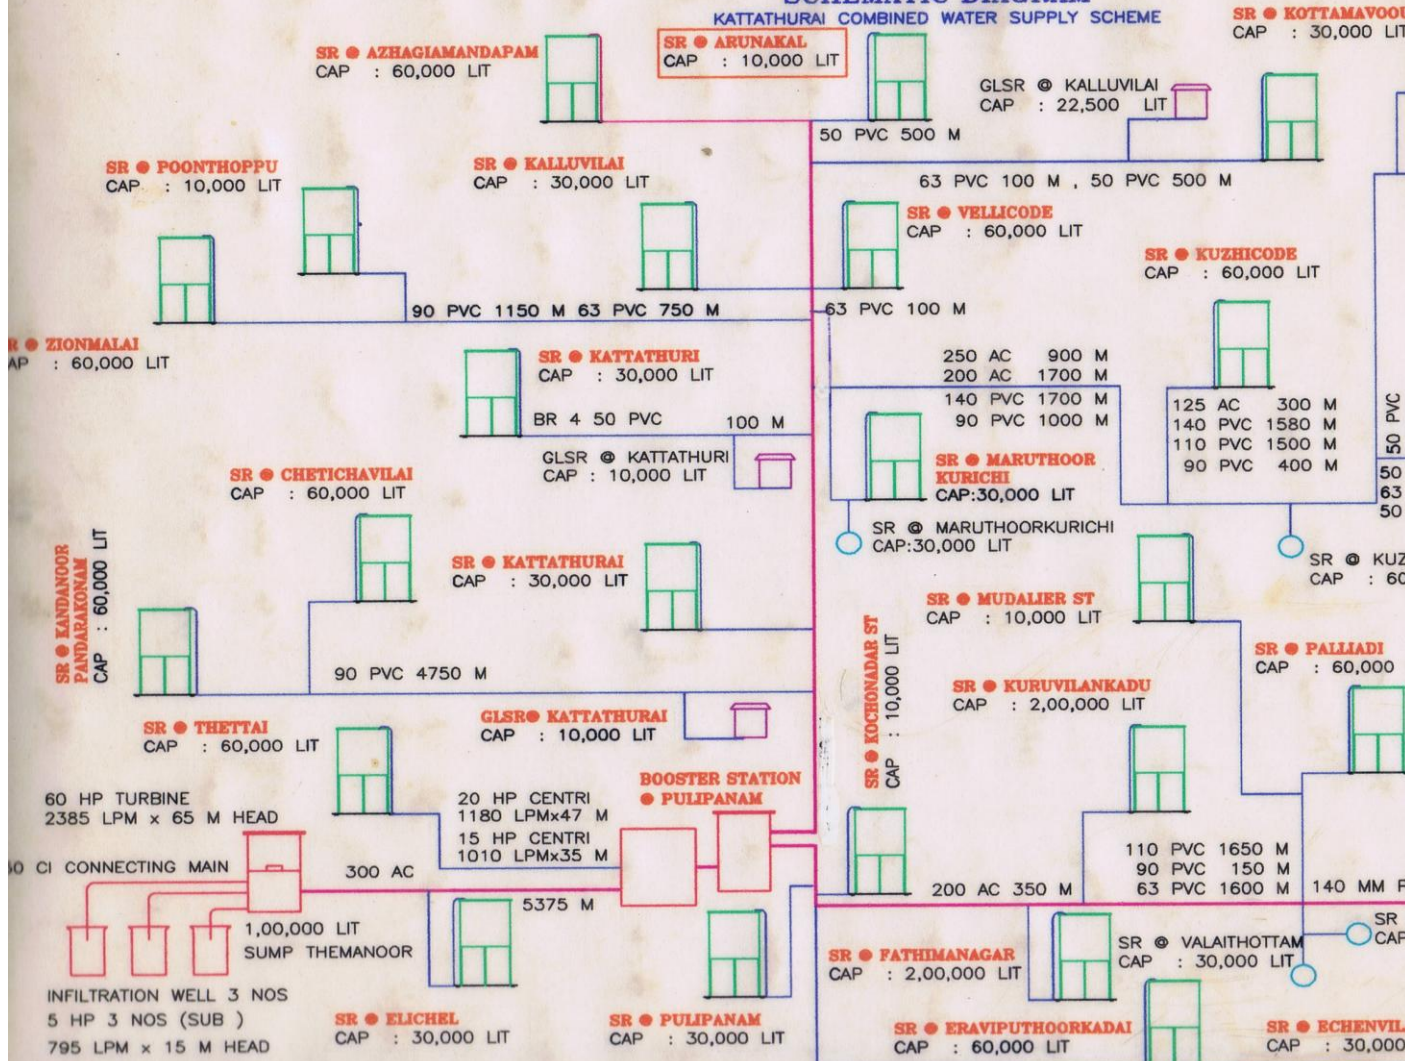 SCHEMATIC DIAGRAM
KATTATHURAI COMBINED WATER SUPPLY SCHEME
SR @ AZHAGIAMANDAPAM
CAP : 60,000 LIT
SR @ ARUNAKAL
CAP : 10,000 LIT
SR @ KOTTAMAVOOU
CAP : 30,000 LIT
GLSR @ KALLUVILAI
CAP : 22,500 LIT
50 PVC 500 M
63 PVC 100 M , 50 PVC 500 M
SR @ POONTHOPPU
CAP : 10,000 LIT
SR @ KALLUVILAI
CAP : 30,000 LIT
SR @ VELLICODE
CAP : 60,000 LIT
SR @ KUZHICODE
CAP : 60,000 LIT
90 PVC 1150 M 63 PVC 750 M
63 PVC 100 M
R @ ZIONMALAI
AP : 60,000 LIT
SR @ KATTATHURI
CAP : 30,000 LIT
250 AC 900 M
200 AC 1700 M
140 PVC 1700 M
90 PVC 1000 M
125 AC 300 M
140 PVC 1580 M
110 PVC 1500 M
90 PVC 400 M
50 PVC
50
63
50
BR 4 50 PVC 100 M
GLSR @ KATTATHURI
CAP : 10,000 LIT
SR @ MARUTHOOR
KURICHI
CAP:30,000 LIT
SR @ CHETICHAVILAI
CAP : 60,000 LIT
SR @ MARUTHOORKURICHI
CAP:30,000 LIT
SR @ KUZ
CAP : 60
SR @ KANDANOOR
PANDARAKONAM
CAP : 60,000 LIT
SR @ KATTATHURAI
CAP : 30,000 LIT
SR @ MUDALIER ST
CAP : 10,000 LIT
SR @ KOCHONADAR ST
CAP : 10,000 LIT
SR @ PALLIADI
CAP : 60,000
90 PVC 4750 M
SR @ KURUVILANKADU
CAP : 2,00,000 LIT
SR @ THETTAI
CAP : 60,000 LIT
GLSR@ KATTATHURAI
CAP : 10,000 LIT
BOOSTER STATION
@ PULIPANAM
60 HP TURBINE
2385 LPM x 65 M HEAD
20 HP CENTRI
1180 LPMx47 M
15 HP CENTRI
1010 LPMx35 M
0 CI CONNECTING MAIN
300 AC
5375 M
110 PVC 1650 M
90 PVC 150 M
63 PVC 1600 M
200 AC 350 M
140 MM P
1,00,000 LIT
SUMP THEMANOOR
SR @ FATHIMANAGAR
CAP : 2,00,000 LIT
SR @ VALAITHOTTAM
CAP : 30,000 LIT
SR
CAP
INFILTRATION WELL 3 NOS
5 HP 3 NOS (SUB )
795 LPM x 15 M HEAD
SR @ ELICHEL
CAP : 30,000 LIT
SR @ PULIPANAM
CAP : 30,000 LIT
SR @ ERAVIPUTHOORKADAI
CAP : 60,000 LIT
SR @ ECHENVIL
CAP : 30,000